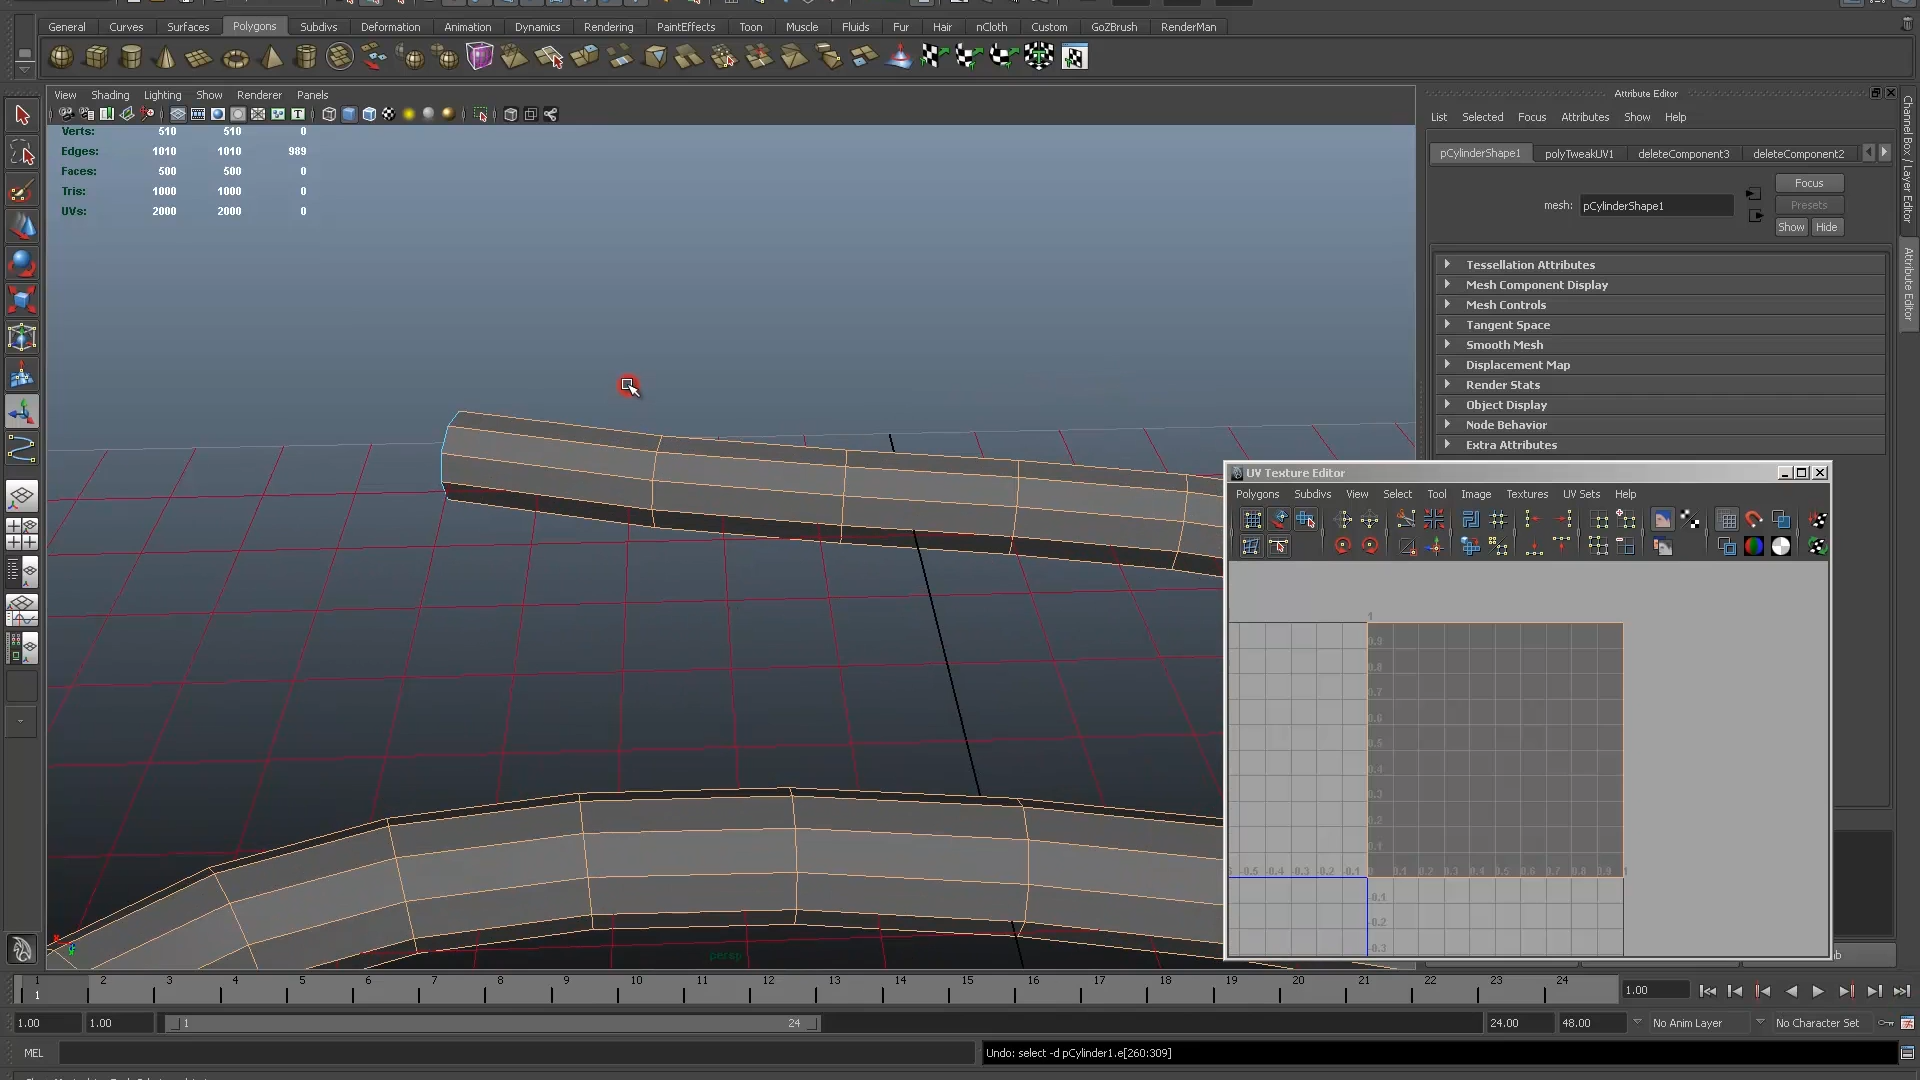 General Curves Surfaces Polygons Subdivs Deformation Animation Dynamics Rendering PaintEffects Toon Muscle Fluids Fur Hair nCloth Custom GoZBrush RenderMan
View Shading Lighting Show Renderer Panels
Attribute Editor
List Selected Focus Attributes Show Help
Channel Box / Layer Editor
Attribute Editor
Verts: 510 510 0
Edges: 1010 1010 989
Faces: 500 500 0
Tris: 1000 1000 0
UVs: 2000 2000 0
pCylinderShape1 polyTweakUV1 deleteComponent3 deleteComponent2
Focus
mesh: pCylinderShape1
Presets
Show Hide
Tessellation Attributes
Mesh Component Display
Mesh Controls
Tangent Space
Smooth Mesh
Displacement Map
Render Stats
Object Display
Node Behavior
Extra Attributes
UV Texture Editor
Polygons Subdivs View Select Tool Image Textures UV Sets Help
1
0.9
0.8
0.7
0.6
0.5
0.4
0.3
0.2
0.1
-0.5 -0.4 -0.3 -0.2 -0.1 0 0.1 0.2 0.3 0.4 0.5 0.6 0.7 0.8 0.9 1
-0.1
-0.2
-0.3
persp
1 2 3 4 5 6 7 8 9 10 11 12 13 14 15 16 17 18 19 20 21 22 23 24
1
1.00
1.00 1.00 1 24 24.00 48.00 No Anim Layer No Character Set
MEL
Undo: select -d pCylinder1.e[260:309]